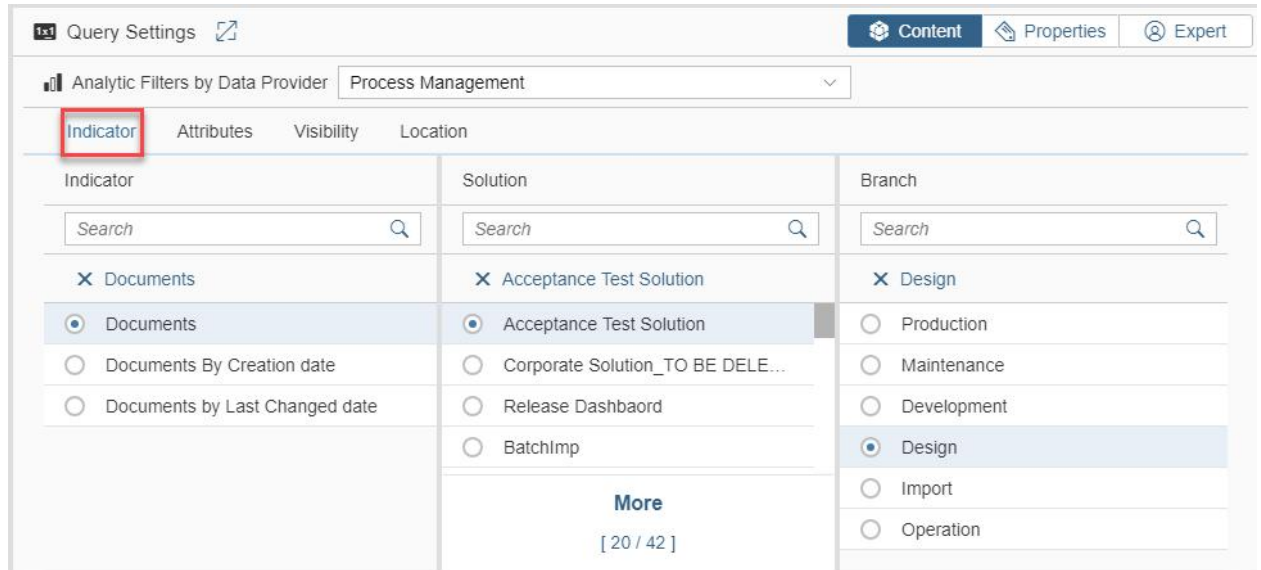 1x1 Query Settings Content Properties Expert
Analytic Filters by Data Provider Process Management
Indicator Attributes Visibility Location
Indicator Solution Branch
Search Search Search
Documents Acceptance Test Solution Design
Documents Acceptance Test Solution Production
Documents By Creation date Corporate Solution_TO BE DELE... Maintenance
Documents by Last Changed date Release Dashbaord Development
BatchImp Design
More Import
[ 20 / 42 ] Operation